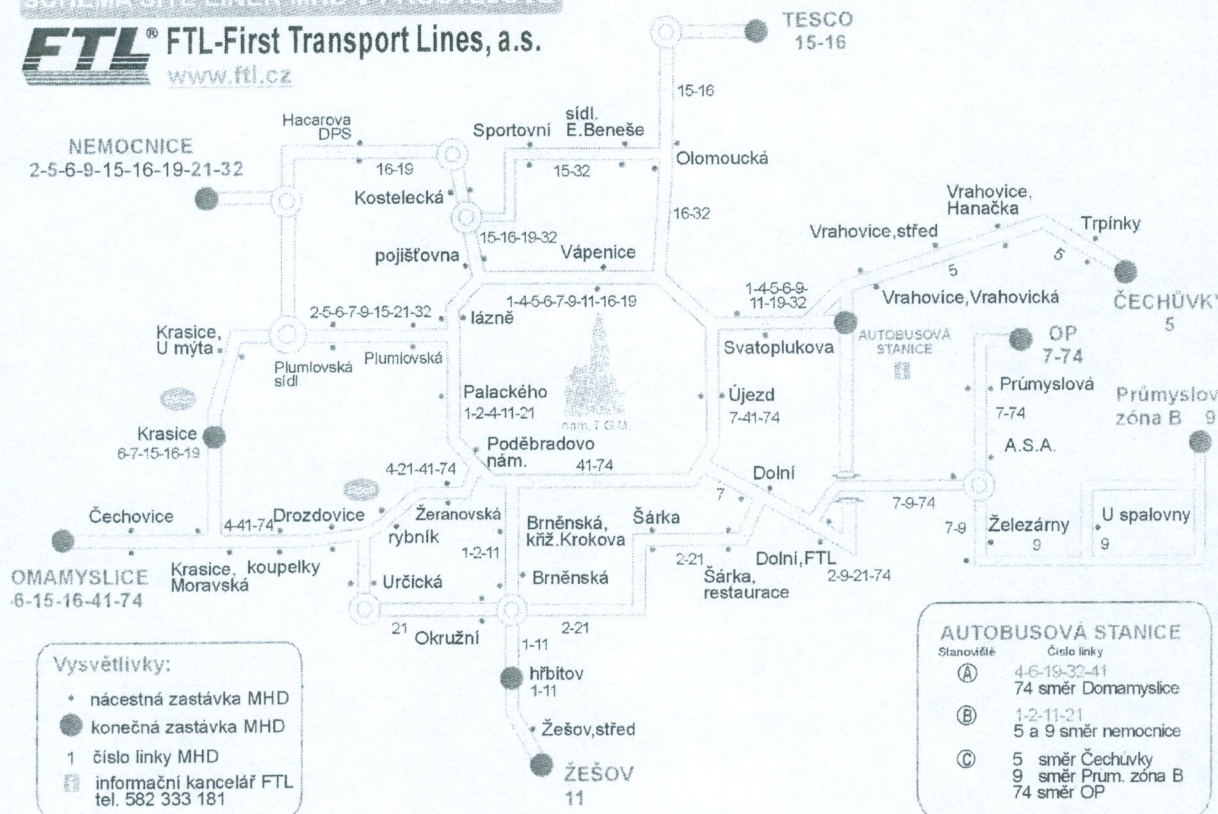 SCHÉMA SÍTĚ LINEK MHD V PROSTĚJOVĚ
FTL® FTL-First Transport Lines, a.s.
www.ftl.cz
TESCO
15-16
15-16
NEMOCNICE
2-5-6-9-15-16-19-21-32
Hacarova
DPS
16-19
Kostelecká
Sportovní
sídl.
E.Beneše
15-32
Olomoucká
16-32
15-16-19-32
pojišťovna
Vápenice
1-4-5-6-7-9-11-16-19
lázně
2-5-6-7-9-15-21-32
Plumlovská
sídl
Plumlovská
Krasice,
U mýta
Krasice
6-7-15-16-19
Vrahovice,
Hanačka
Vrahovice,střed
Trpínky
5
5
Vrahovice,Vrahovická
ČECHŮVKY
5
1-4-5-6-9-
11-19-32
Svatoplukova
AUTOBUSOVÁ
STANICE
OP
7-74
Průmyslová
7-74
Průmyslov
zóna B 9
A.S.A.
Palackého
1-2-4-11-21
nám.T.G.M.
Újezd
7-41-74
Poděbradovo
nám.
41-74
4-21-41-74
Dolní
7
7-9-74
7-9
Železárny
9
U spalovny
9
Čechovice
4-41-74
Drozdovice
rybník
Žeranovská
1-2-11
Brněnská,
křiž.Krokova
Šárka
2-21
Šárka,
restaurace
Dolní,FTL
2-9-21-74
OMAMYSLICE
-6-15-16-41-74
Krasice,
Moravská
koupelky
Určická
Brněnská
21
Okružní
2-21
1-11
hřbitov
1-11
Žešov,střed
ŽEŠOV
11
Vysvětlivky:
nácestná zastávka MHD
konečná zastávka MHD
1 číslo linky MHD
informační kancelář FTL
tel. 582 333 181
AUTOBUSOVÁ STANICE
Stanoviště Číslo linky
A 4-6-19-32-41
74 směr Domamyslice
B 1-2-11-21
5 a 9 směr nemocnice
C 5 směr Čechůvky
9 směr Prům. zóna B
74 směr OP